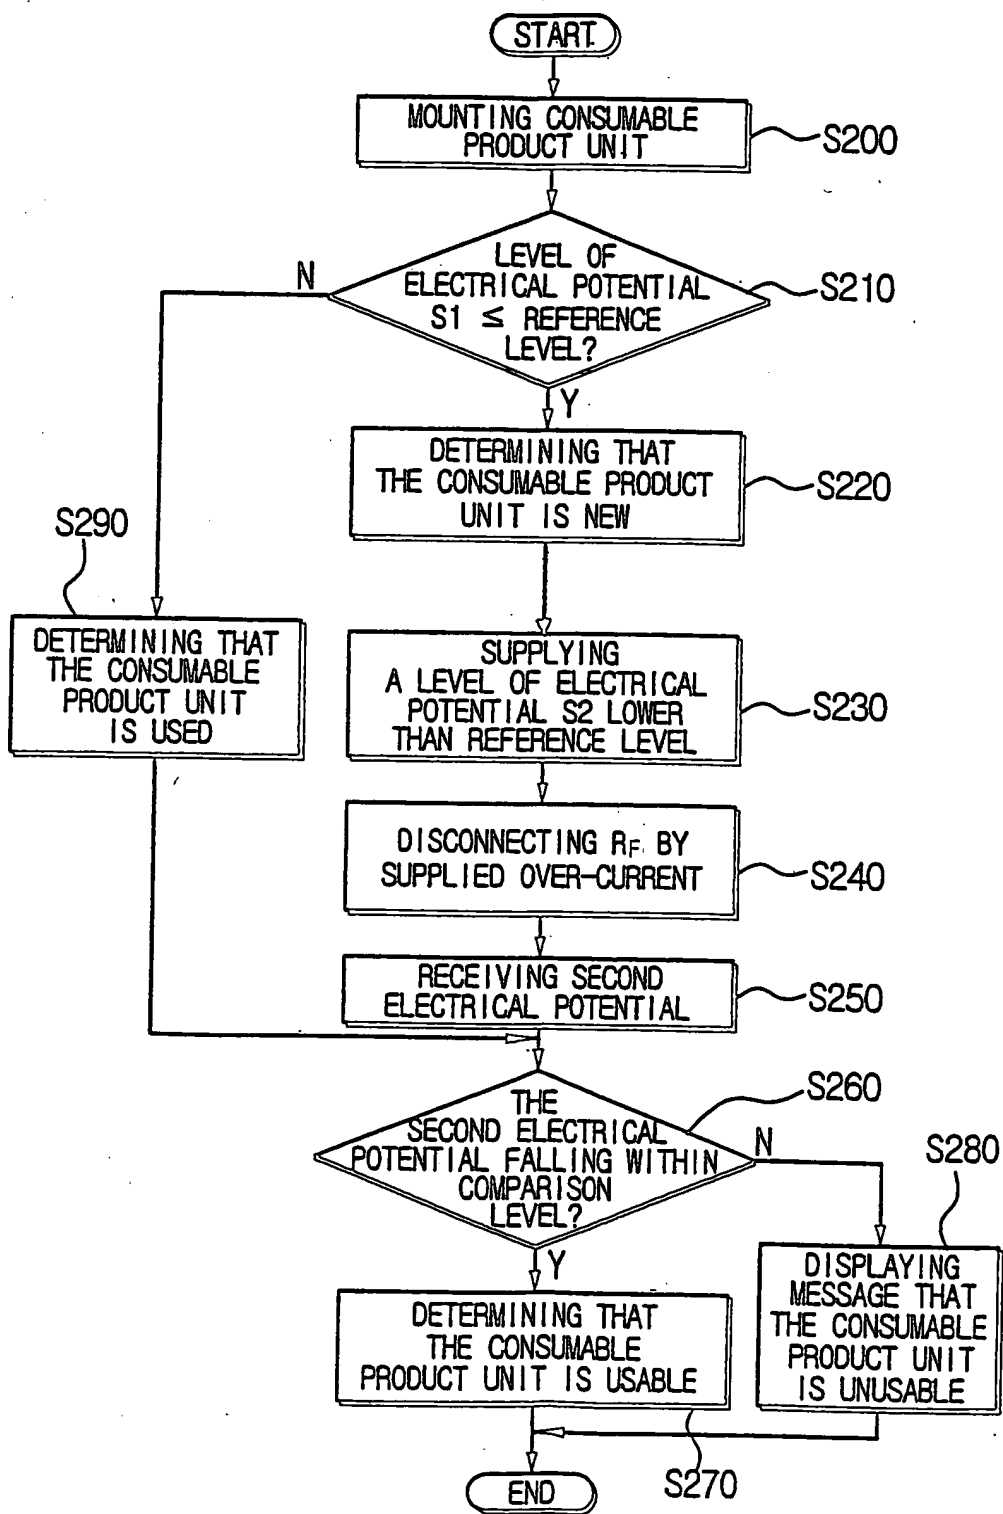 START
MOUNTING CONSUMABLE
PRODUCT UNIT
S200
LEVEL OF
ELECTRICAL POTENTIAL
S1 ≤ REFERENCE
LEVEL?
S210
N
Y
DETERMINING THAT
THE CONSUMABLE PRODUCT
UNIT IS NEW
S220
S290
DETERMINING THAT
THE CONSUMABLE
PRODUCT UNIT
IS USED
SUPPLYING
A LEVEL OF ELECTRICAL
POTENTIAL S2 LOWER
THAN REFERENCE LEVEL
S230
DISCONNECTING RF BY
SUPPLIED OVER-CURRENT
S240
RECEIVING SECOND
ELECTRICAL POTENTIAL
S250
THE
SECOND ELECTRICAL
POTENTIAL FALLING WITHIN
COMPARISON
LEVEL?
S260
N
Y
S280
DISPLAYING
MESSAGE THAT
THE CONSUMABLE
PRODUCT UNIT
IS UNUSABLE
DETERMINING THAT
THE CONSUMABLE
PRODUCT UNIT IS USABLE
S270
END